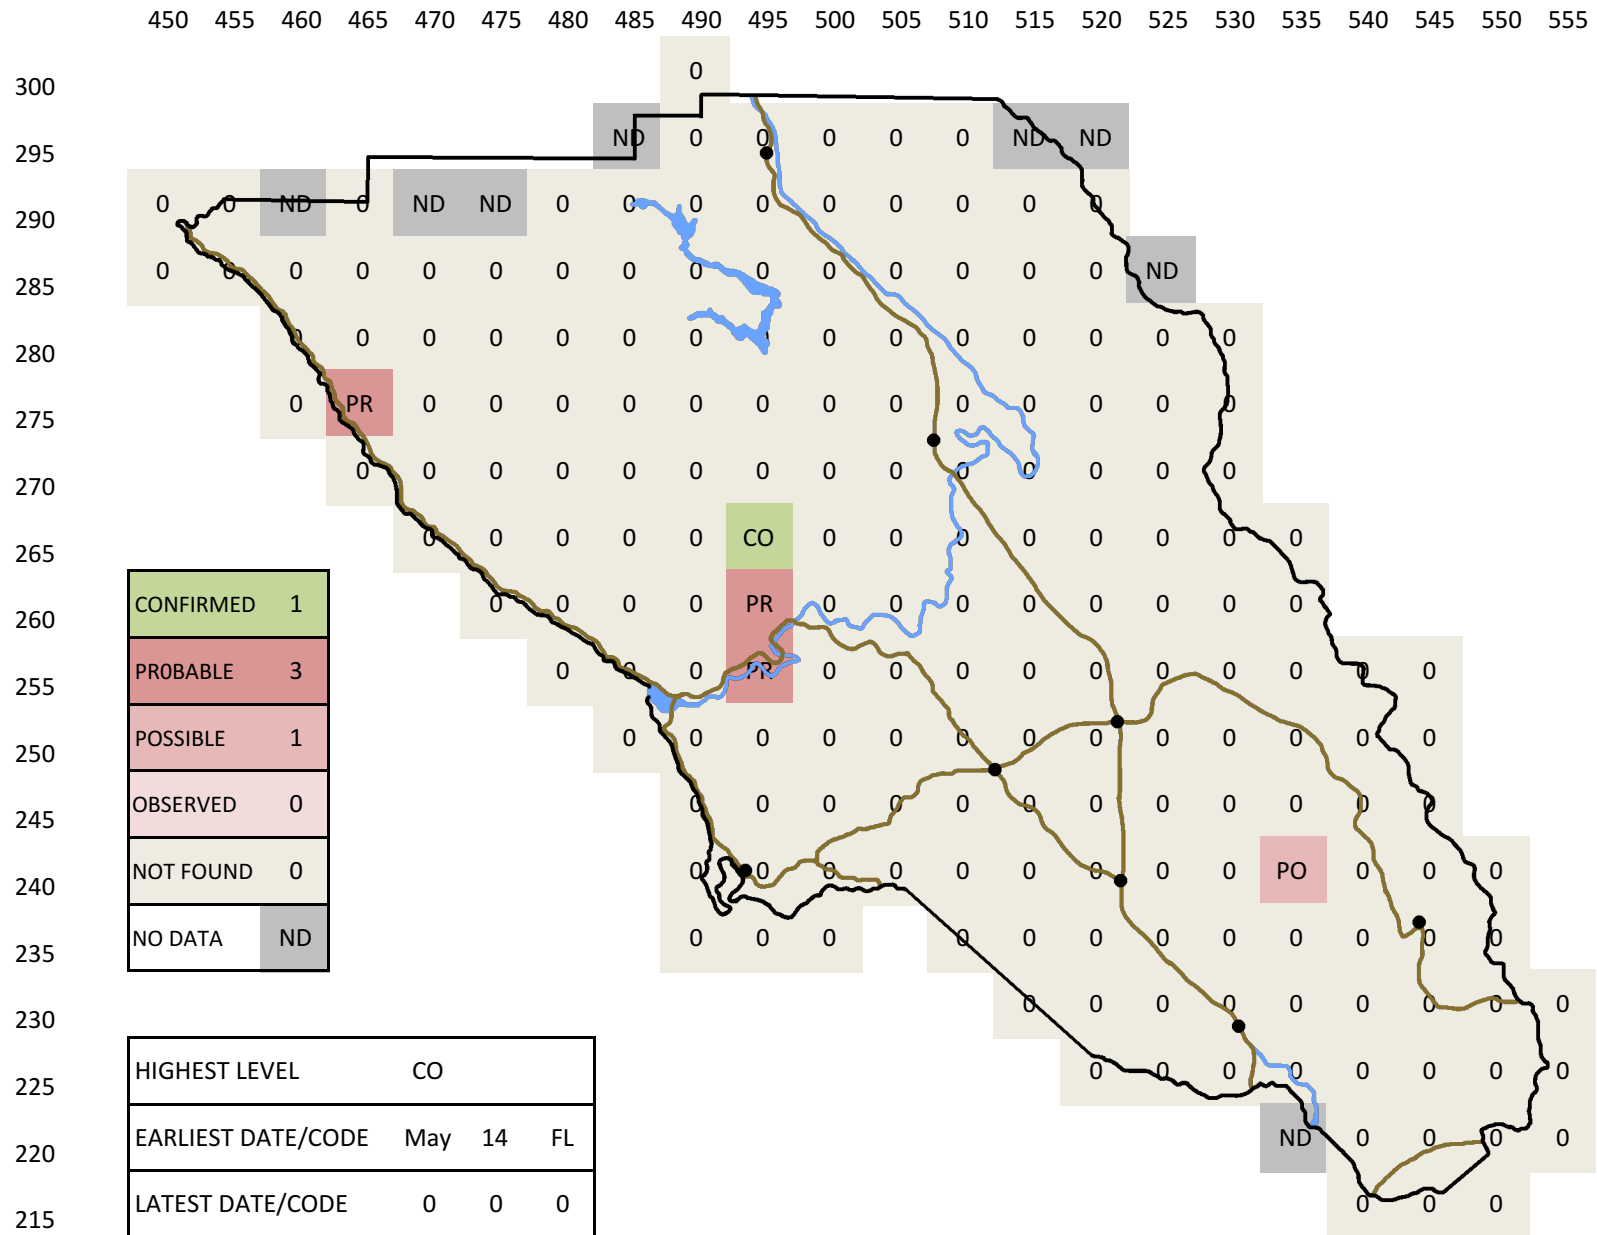 450 455 460 465 470 475 480 485 490 495 500 505 510 515 520 525 530 535 540 545 550 555
300 0
295 ND 0 0 0 0 0 ND ND
290 0 0 ND 0 ND ND 0 0 0 0 0 0 0 0 0
285 0 0 0 0 0 0 0 0 0 0 0 0 0 0 0 ND
280 0 0 0 0 0 0 0 0 0 0 0 0 0 0 0
275 0 PR 0 0 0 0 0 0 0 0 0 0 0 0 0
270 0 0 0 0 0 0 0 0 0 0 0 0 0 0
265 0 0 0 0 0 CO 0 0 0 0 0 0 0 0
260 0 0 0 0 PR 0 0 0 0 0 0 0 0
255 0 0 0 PR 0 0 0 0 0 0 0 0 0 0
250 0 0 0 0 0 0 0 0 0 0 0 0 0
245 0 0 0 0 0 0 0 0 0 0 0 0
240 0 0 0 0 0 0 0 0 0 PO 0 0 0
235 0 0 0 0 0 0 0 0 0 0 0 0
230 0 0 0 0 0 0 0 0 0
225 0 0 0 0 0 0 0 0
220 ND 0 0 0 0
215 0 0 0
CONFIRMED 1
PR0BABLE 3
POSSIBLE 1
OBSERVED 0
NOT FOUND 0
NO DATA ND
HIGHEST LEVEL CO
EARLIEST DATE/CODE May 14 FL
LATEST DATE/CODE 0 0 0